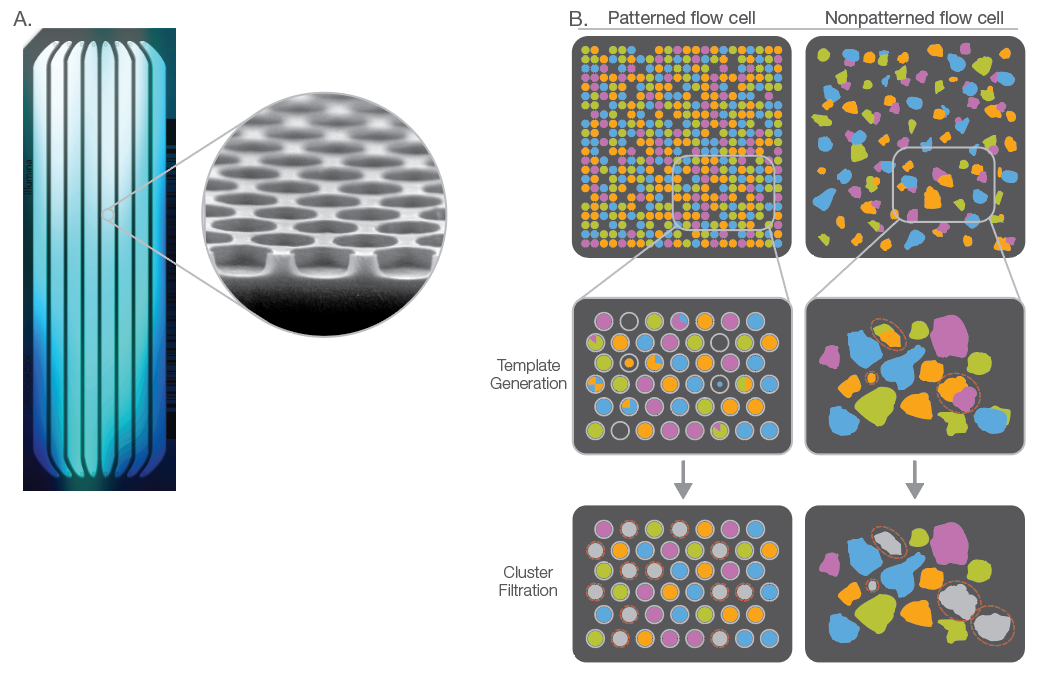 A.
B.
Patterned flow cell
Nonpatterned flow cell
Template
Generation
Cluster
Filtration